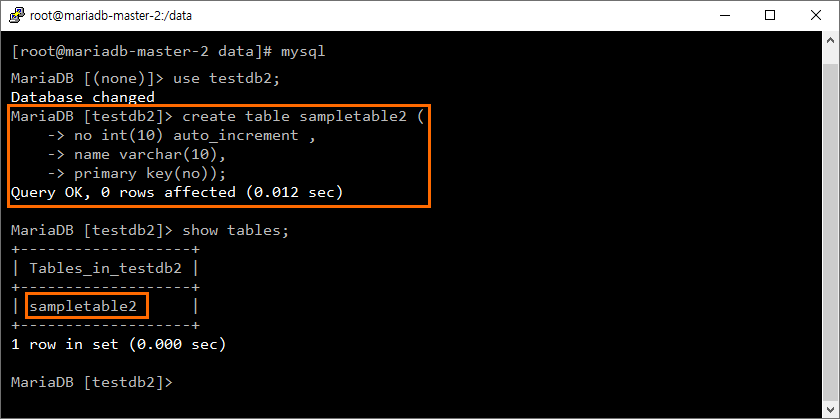 root@mariadb-master-2:/data
[root@mariadb-master-2 data]# mysql
MariaDB [(none)]> use testdb2;
Database changed
MariaDB [testdb2]> create table sampletable2 (
    -> no int(10) auto_increment ,
    -> name varchar(10),
    -> primary key(no));
Query OK, 0 rows affected (0.012 sec)
MariaDB [testdb2]> show tables;
+-------------------+
| Tables_in_testdb2 |
+-------------------+
| sampletable2      |
+-------------------+
1 row in set (0.000 sec)
MariaDB [testdb2]>